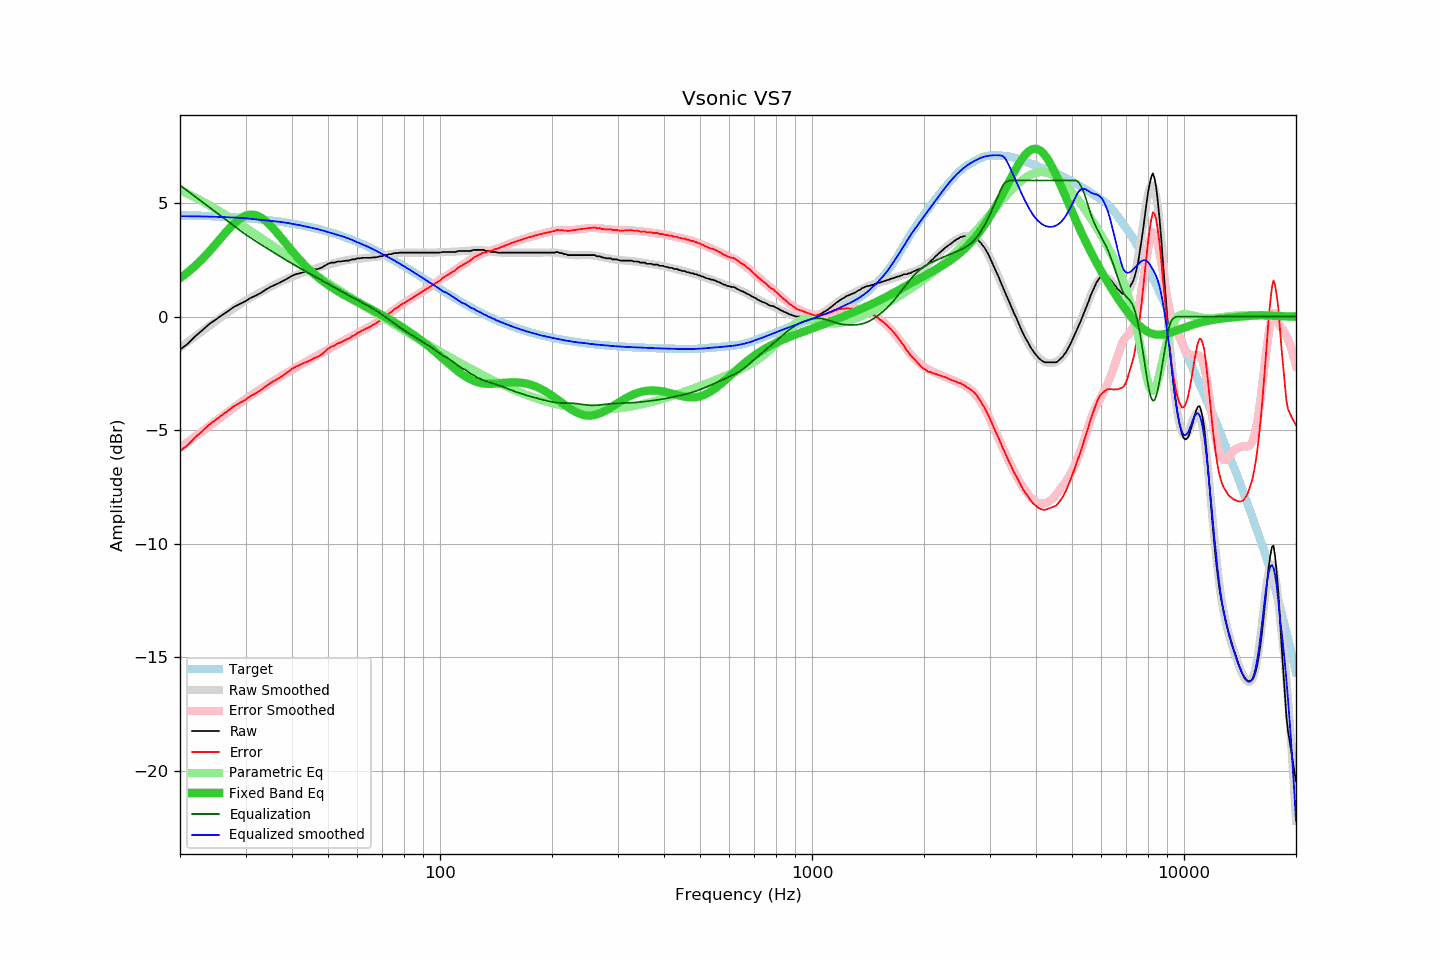 Vsonic VS7
5
0
−5
−10
−15
−20
Amplitude (dBr)
Target
Raw Smoothed
Error Smoothed
Raw
Error
Parametric Eq
Fixed Band Eq
Equalization
Equalized smoothed
100
1000
10000
Frequency (Hz)